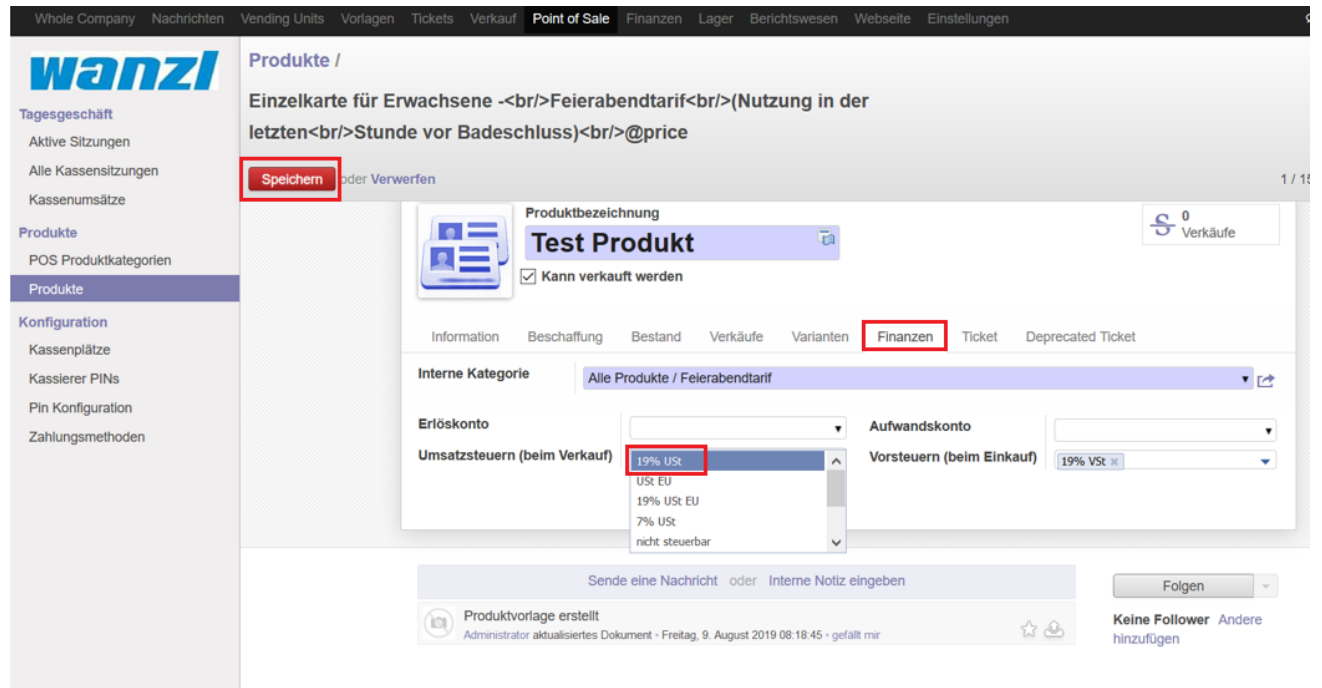 Whole Company Nachrichten Vending Units Vorlagen Tickets Verkauf Point of Sale Finanzen Lager Berichtswesen Webseite Einstellungen
wanzl
Tagesgeschäft
Aktive Sitzungen
Alle Kassensitzungen
Kassenumsätze
Produkte
POS Produktkategorien
Produkte
Konfiguration
Kassenplätze
Kassierer PINs
Pin Konfiguration
Zahlungsmethoden
Produkte /
Einzelkarte für Erwachsene -<br/>Feierabendtarif<br/>(Nutzung in der
letzten<br/>Stunde vor Badeschluss)<br/>@price
Speichern oder Verwerfen
1 / 15
Produktbezeichnung
Test Produkt
Kann verkauft werden
0
Verkäufe
Information Beschaffung Bestand Verkäufe Varianten Finanzen Ticket Deprecated Ticket
Interne Kategorie Alle Produkte / Feierabendtarif
Erlöskonto Aufwandskonto
Umsatzsteuern (beim Verkauf) 19% USt Vorsteuern (beim Einkauf) 19% VSt ×
USt EU
19% USt EU
7% USt
nicht steuerbar
Sende eine Nachricht oder Interne Notiz eingeben
Produktvorlage erstellt
Administrator aktualisiertes Dokument • Freitag, 9. August 2019 08:18:45 • gefällt mir
Folgen
Keine Follower Andere
hinzufügen